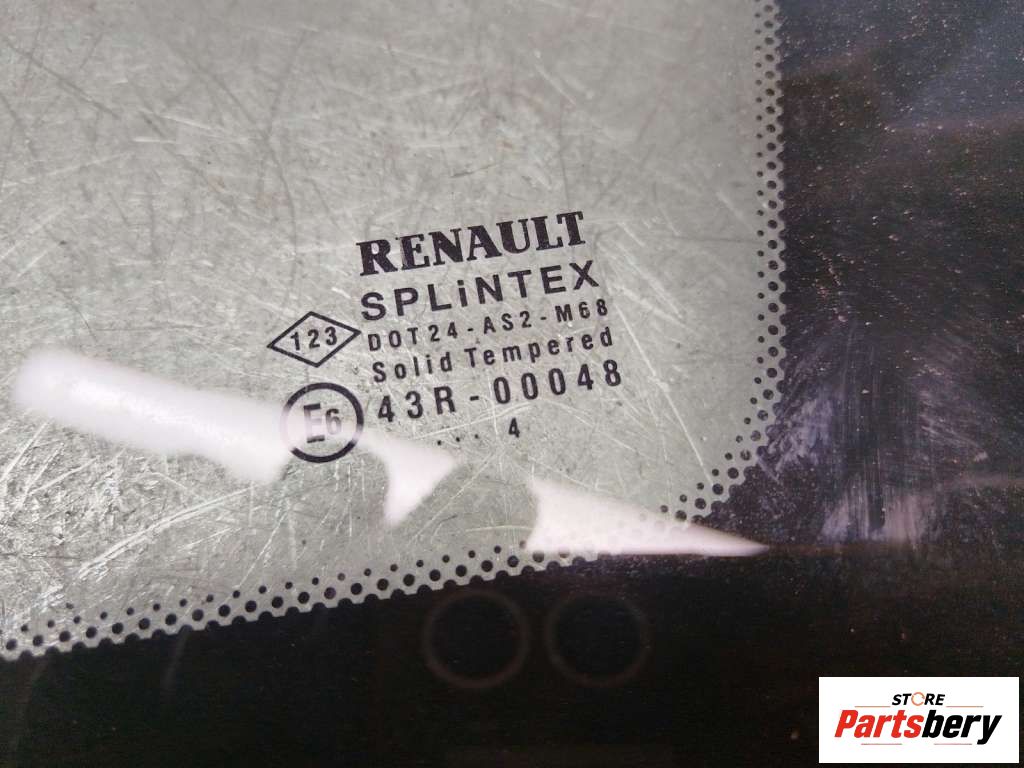 RENAULT
SPLiNTEX
123
DOT24-AS2-M68
Solid Tempered
E6
43R-00048
... 4
STORE
Partsbery